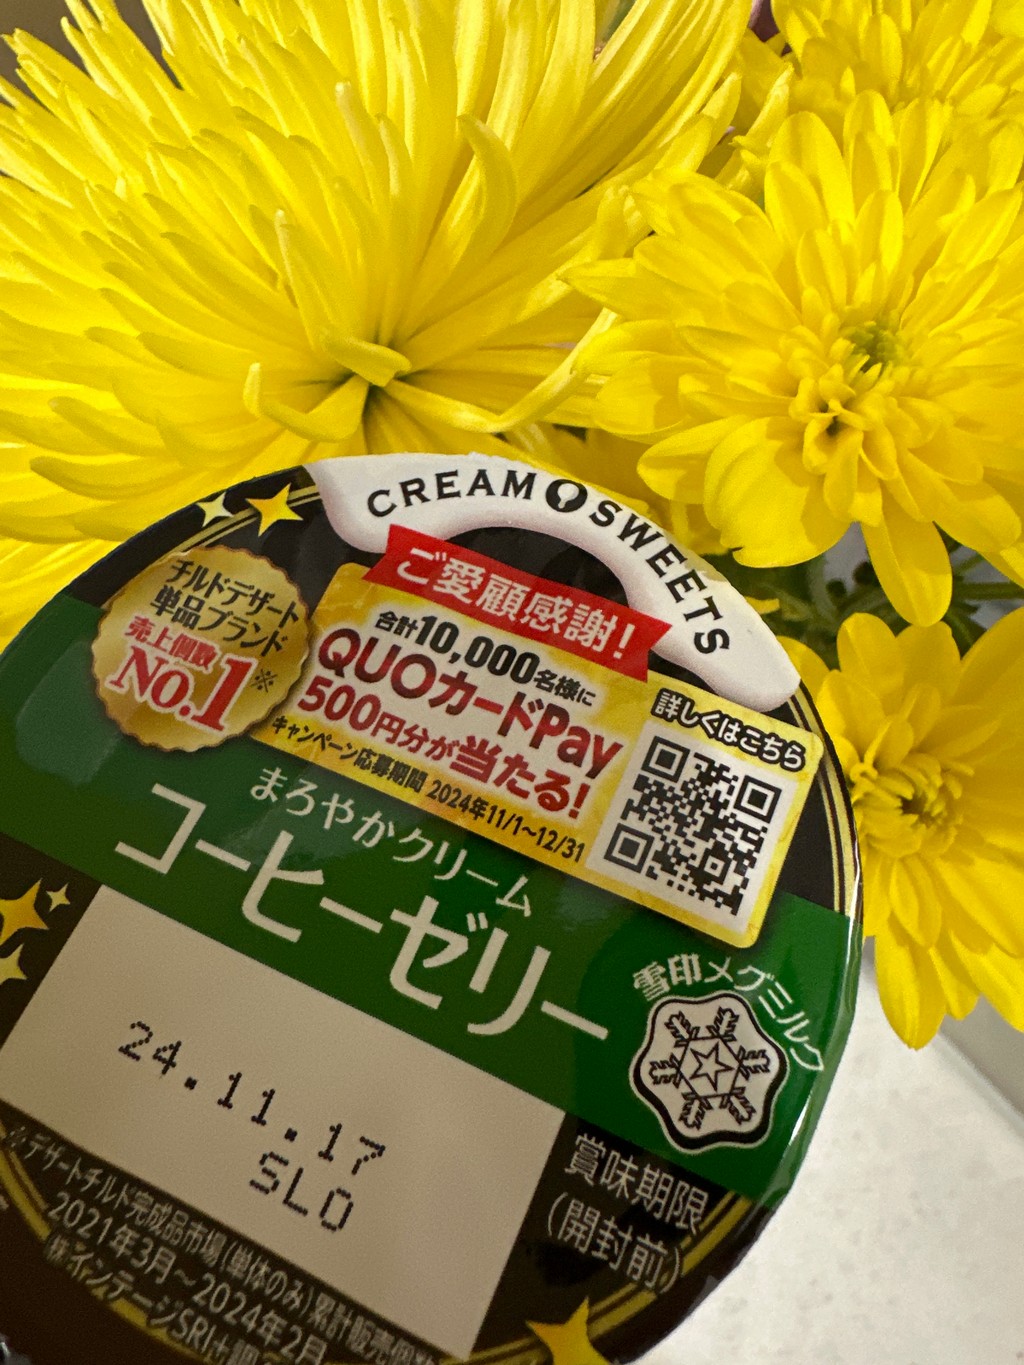 CREAM SWEETS
ご愛顧感謝!
チルドデザート
単品ブランド
売上個数
No.1※
合計10,000名様に
QUOカードPay
500円分が当たる!
キャンペーン応募期間 2024年11/1~12/31
詳しくはこちら
まろやかクリーム
コーヒーゼリー
雪印メグミルク
24.11.17
SLO
賞味期限
(開封前)
※デザートチルド完成品市場(単体のみ)累計販売個数
2021年3月~2024年2月
㈱インテージSRI+